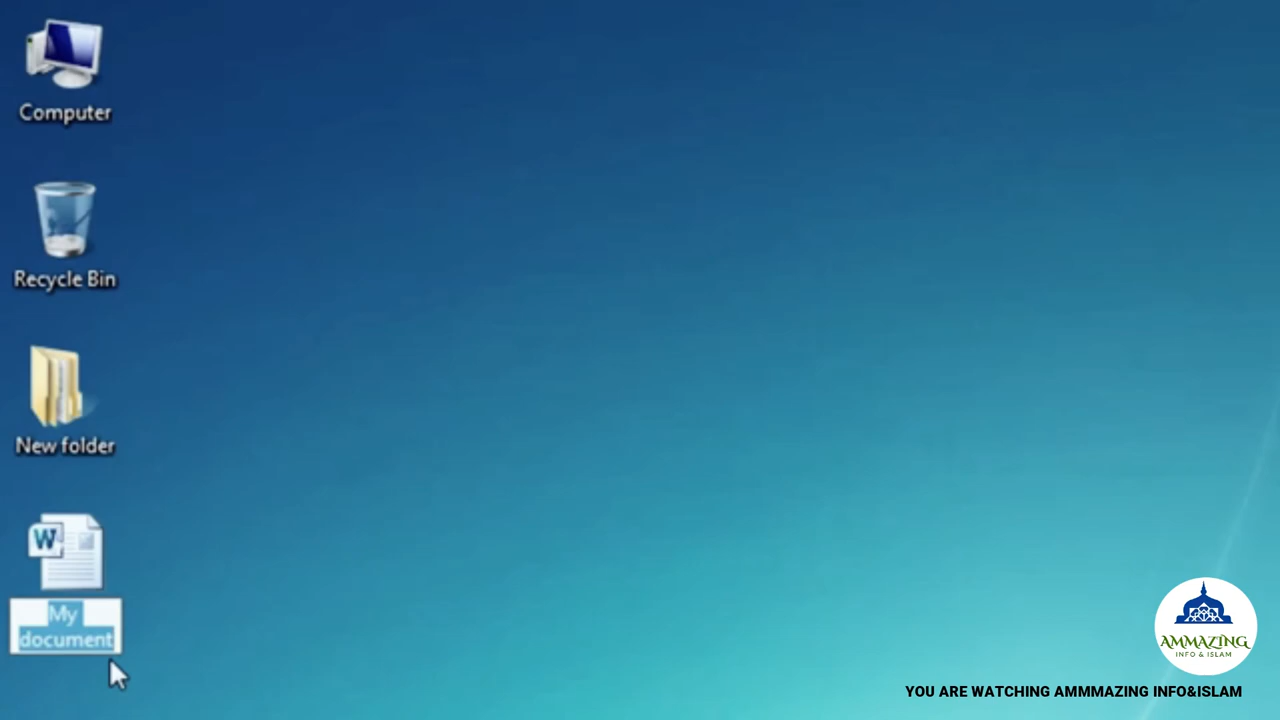 Computer
Recycle Bin
New folder
W
My
document
AMMAZING
INFO & ISLAM
YOU ARE WATCHING AMMMAZING INFO&ISLAM